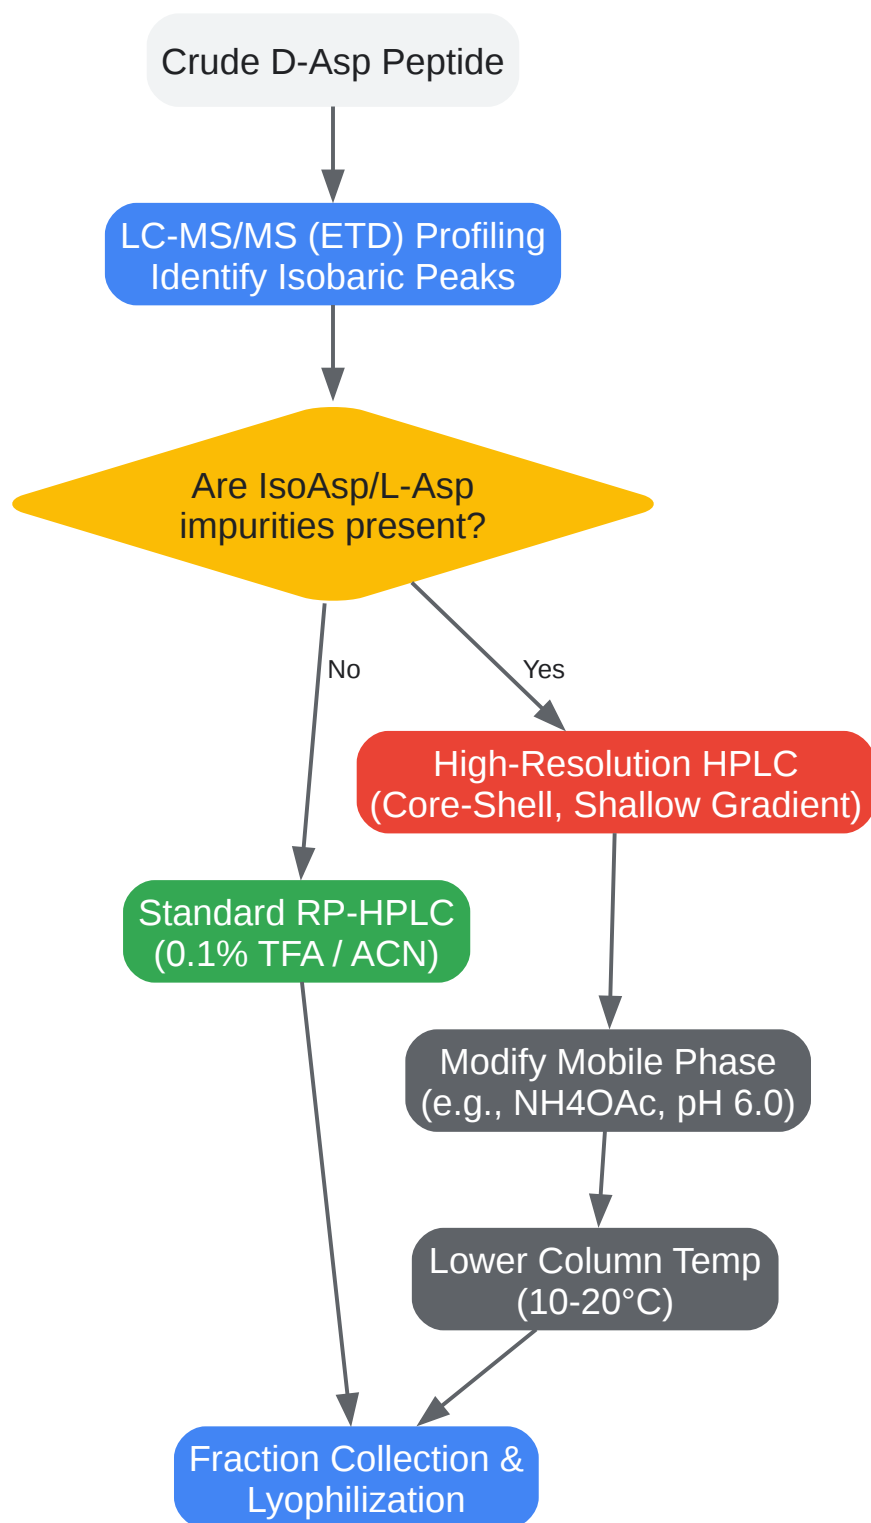 Crude D-Asp Peptide
LC-MS/MS (ETD) Profiling
Identify Isobaric Peaks
Are IsoAsp/L-Asp
impurities present?
No
Yes
High-Resolution HPLC
(Core-Shell, Shallow Gradient)
Standard RP-HPLC
(0.1% TFA / ACN)
Modify Mobile Phase
(e.g., NH4OAc, pH 6.0)
Lower Column Temp
(10-20°C)
Fraction Collection &
Lyophilization